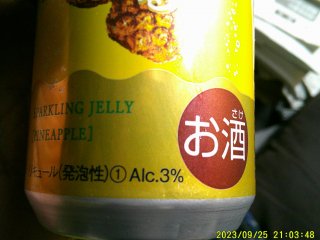 SPARKLING JELLY
[PINEAPPLE]
さけ
お酒
キュール(発泡性)① Alc.3%
2023/09/25 21:03:48